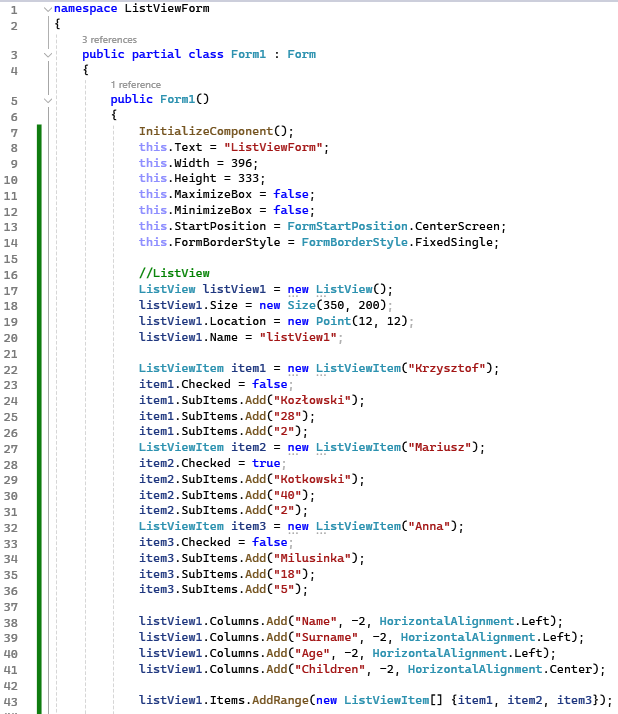 1 namespace ListViewForm
2 {
3 references
3 public partial class Form1 : Form
4 {
1 reference
5 public Form1()
6 {
7 InitializeComponent();
8 this.Text = "ListViewForm";
9 this.Width = 396;
10 this.Height = 333;
11 this.MaximizeBox = false;
12 this.MinimizeBox = false;
13 this.StartPosition = FormStartPosition.CenterScreen;
14 this.FormBorderStyle = FormBorderStyle.FixedSingle;
15
16 //ListView
17 ListView listView1 = new ListView();
18 listView1.Size = new Size(350, 200);
19 listView1.Location = new Point(12, 12);
20 listView1.Name = "listView1";
21
22 ListViewItem item1 = new ListViewItem("Krzysztof");
23 item1.Checked = false;
24 item1.SubItems.Add("Kozłowski");
25 item1.SubItems.Add("28");
26 item1.SubItems.Add("2");
27 ListViewItem item2 = new ListViewItem("Mariusz");
28 item2.Checked = true;
29 item2.SubItems.Add("Kotkowski");
30 item2.SubItems.Add("40");
31 item2.SubItems.Add("2");
32 ListViewItem item3 = new ListViewItem("Anna");
33 item3.Checked = false;
34 item3.SubItems.Add("Milusinka");
35 item3.SubItems.Add("18");
36 item3.SubItems.Add("5");
37
38 listView1.Columns.Add("Name", -2, HorizontalAlignment.Left);
39 listView1.Columns.Add("Surname", -2, HorizontalAlignment.Left);
40 listView1.Columns.Add("Age", -2, HorizontalAlignment.Left);
41 listView1.Columns.Add("Children", -2, HorizontalAlignment.Center);
42
43 listView1.Items.AddRange(new ListViewItem[] {item1, item2, item3});